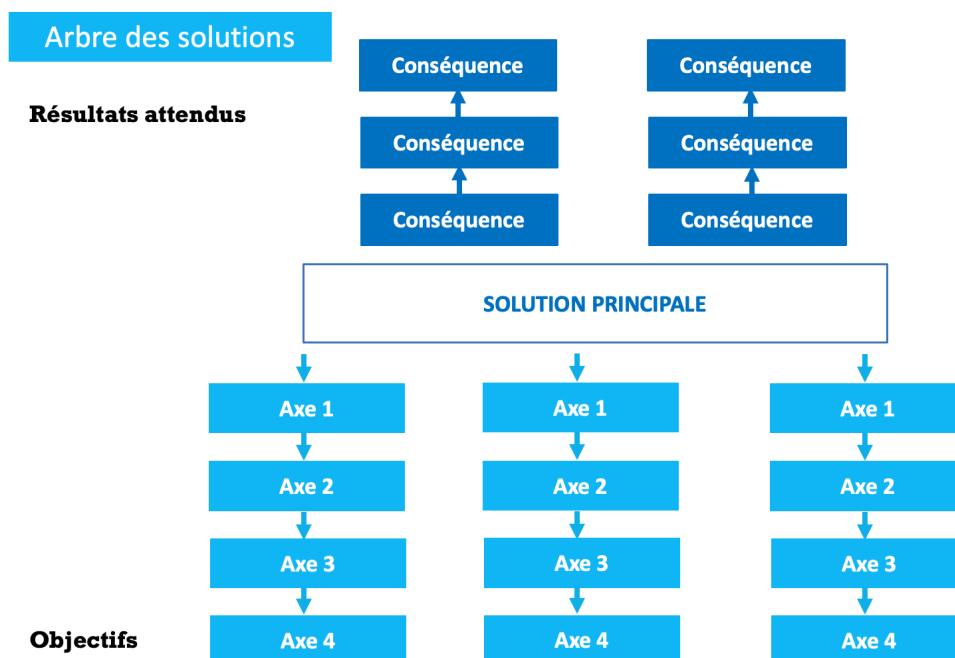 Arbre des solutions
Conséquence Conséquence
Résultats attendus
Conséquence Conséquence
Conséquence Conséquence
SOLUTION PRINCIPALE
Axe 1 Axe 1 Axe 1
Axe 2 Axe 2 Axe 2
Axe 3 Axe 3 Axe 3
Objectifs Axe 4 Axe 4 Axe 4